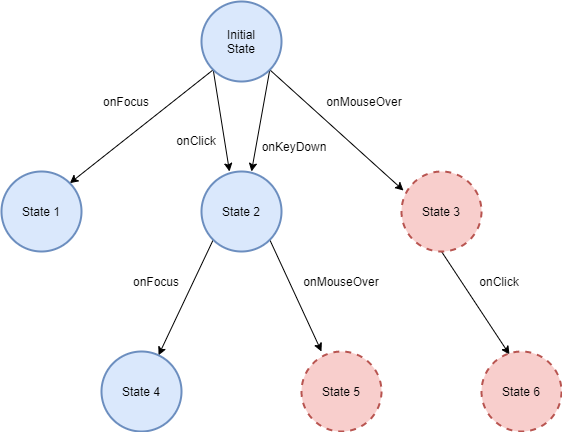 Initial
State
onFocus
onMouseOver
onClick
onKeyDown
State 1
State 2
State 3
onFocus
onMouseOver
onClick
State 4
State 5
State 6